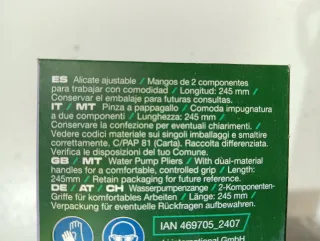 ES Alicate ajustable / Mangos de 2 componentes
para trabajar con comodidad / Longitud: 245 mm /
Conservar el embalaje para futuras consultas.
IT / MT Pinza a pappagallo / Comoda impugnatura
a due componenti / Lunghezza: 245 mm /
Conservare la confezione per eventuali chiarimenti. /
Vedere codici materiale sui singoli imballaggi e smaltire
correttamente. C/PAP 81 (Carta). Raccolta differenziata.
Verifica le disposizioni del tuo Comune.
GB / MT Water Pump Pliers / With dual-material
handles for a comfortable, controlled grip / Length:
245mm / Retain packaging for future reference.
DE / AT / CH Wasserpumpenzange / 2-Komponenten-
Griffe für komfortables Arbeiten / Länge: 245 mm /
Verpackung für eventuelle Rückfragen aufbewahren.
IAN 469705_2407
international GmbH